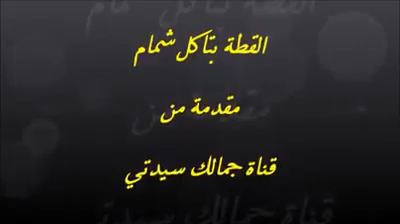 القطة بتاكل شمام
مقدمة من
قناة جمالك سيدتي